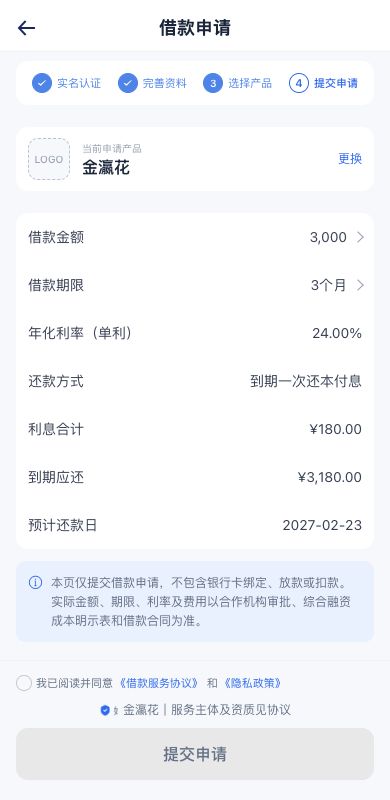 借款申请
实名认证
完善资料
3 选择产品
4 提交申请
LOGO
当前申请产品
金瀛花
更换
借款金额 3,000
借款期限 3个月
年化利率（单利） 24.00%
还款方式 到期一次还本付息
利息合计 ¥180.00
到期应还 ¥3,180.00
预计还款日 2027-02-23
本页仅提交借款申请，不包含银行卡绑定、放款或扣款。
实际金额、期限、利率及费用以合作机构审批、综合融资
成本明示表和借款合同为准。
我已阅读并同意《借款服务协议》 和《隐私政策》
金瀛花｜服务主体及资质见协议
提交申请